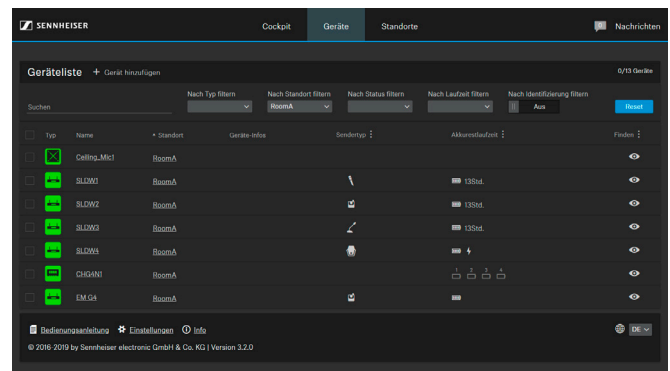 SENNHEISER Cockpit Geräte Standorte 0 Nachrichten
Geräteliste + Gerät hinzufügen 0/13 Geräte
Nach Typ filtern Nach Standort filtern Nach Status filtern Nach Laufzeit filtern Nach Identifizierung filtern
Suchen RoomA Aus Reset
Typ Name Standort Geräte-Infos Sendertyp Akkurestlaufzeit Finden
Ceiling_Mic1 RoomA
SLDW1 RoomA 13Std.
SLDW2 RoomA 13Std.
SLDW3 RoomA 13Std.
SLDW4 RoomA
CHG4N1 RoomA 1 2 3 4
EM G4 RoomA
Bedienungsanleitung Einstellungen Info DE
© 2016-2019 by Sennheiser electronic GmbH & Co. KG | Version 3.2.0